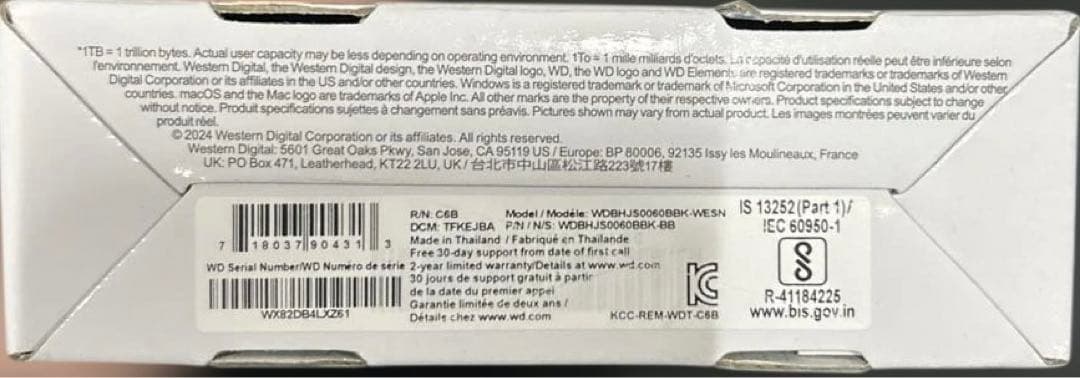 *1TB = 1 trillion bytes. Actual user capacity may be less depending on operating environment. 1To = 1 mille milliards d'octets. La capacité d'utilisation réelle peut être inférieure selon
l'environnement. Western Digital, the Western Digital design, the Western Digital logo, WD, the WD logo and WD Elements are registered trademarks or trademarks of Western
Digital Corporation or its affiliates in the US and/or other countries. Windows is a registered trademark or trademark of Microsoft Corporation in the United States and/or other
countries. macOS and the Mac logo are trademarks of Apple Inc. All other marks are the property of their respective owners. Product specifications subject to change
without notice. Produit specifications sujettes à changement sans préavis. Pictures shown may vary from actual product. Les images montrées peuvent varier du
produit réel.
© 2024 Western Digital Corporation or its affiliates. All rights reserved.
Western Digital: 5601 Great Oaks Pkwy, San Jose, CA 95119 US / Europe: BP 80006, 92135 Issy les Moulineaux, France
UK: PO Box 471, Leatherhead, KT22 2LU, UK / 台北市中山區松江路223號17樓
7 18037 90431 3
WD Serial Number/WD Numéro de série
WX82DB4LXZ61
R/N: C6B Model / Modèle: WDBHJS0060BBK-WESN
DCM: TFKEJBA P/N / N/S: WDBHJS0060BBK-BB
Made in Thailand / Fabriqué en Thaïlande
Free 30-day support from date of first call
2-year limited warranty/Details at www.wd.com
30 jours de support gratuit à partir
de la date du premier appel
Garantie limitée de deux ans /
Détails chez www.wd.com
KCC-REM-WDT-C6B
IS 13252(Part 1)/
IEC 60950-1
R-41184225
www.bis.gov.in